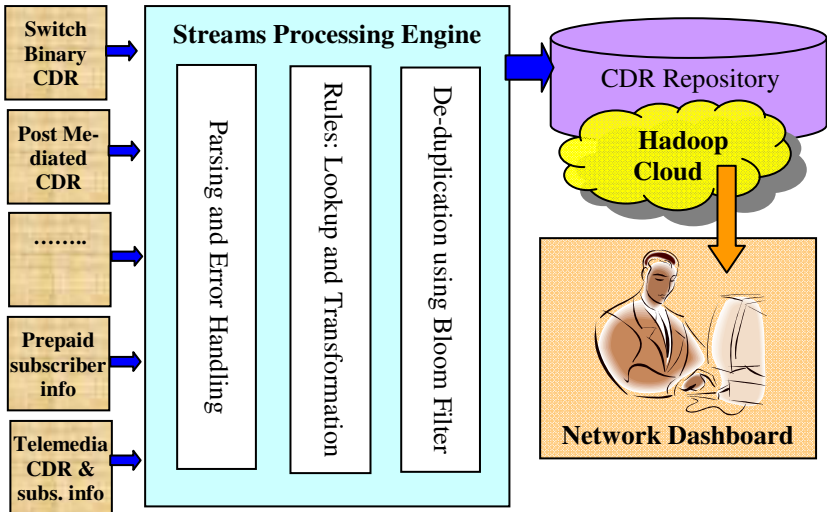 Switch
Binary
CDR
Post Me-
diated
CDR
……..
Prepaid
subscriber
info
Telemedia
CDR &
subs. info
Streams Processing Engine
Parsing and Error Handling
Rules: Lookup and Transformation
De-duplication using Bloom Filter
CDR Repository
Hadoop
Cloud
Network Dashboard